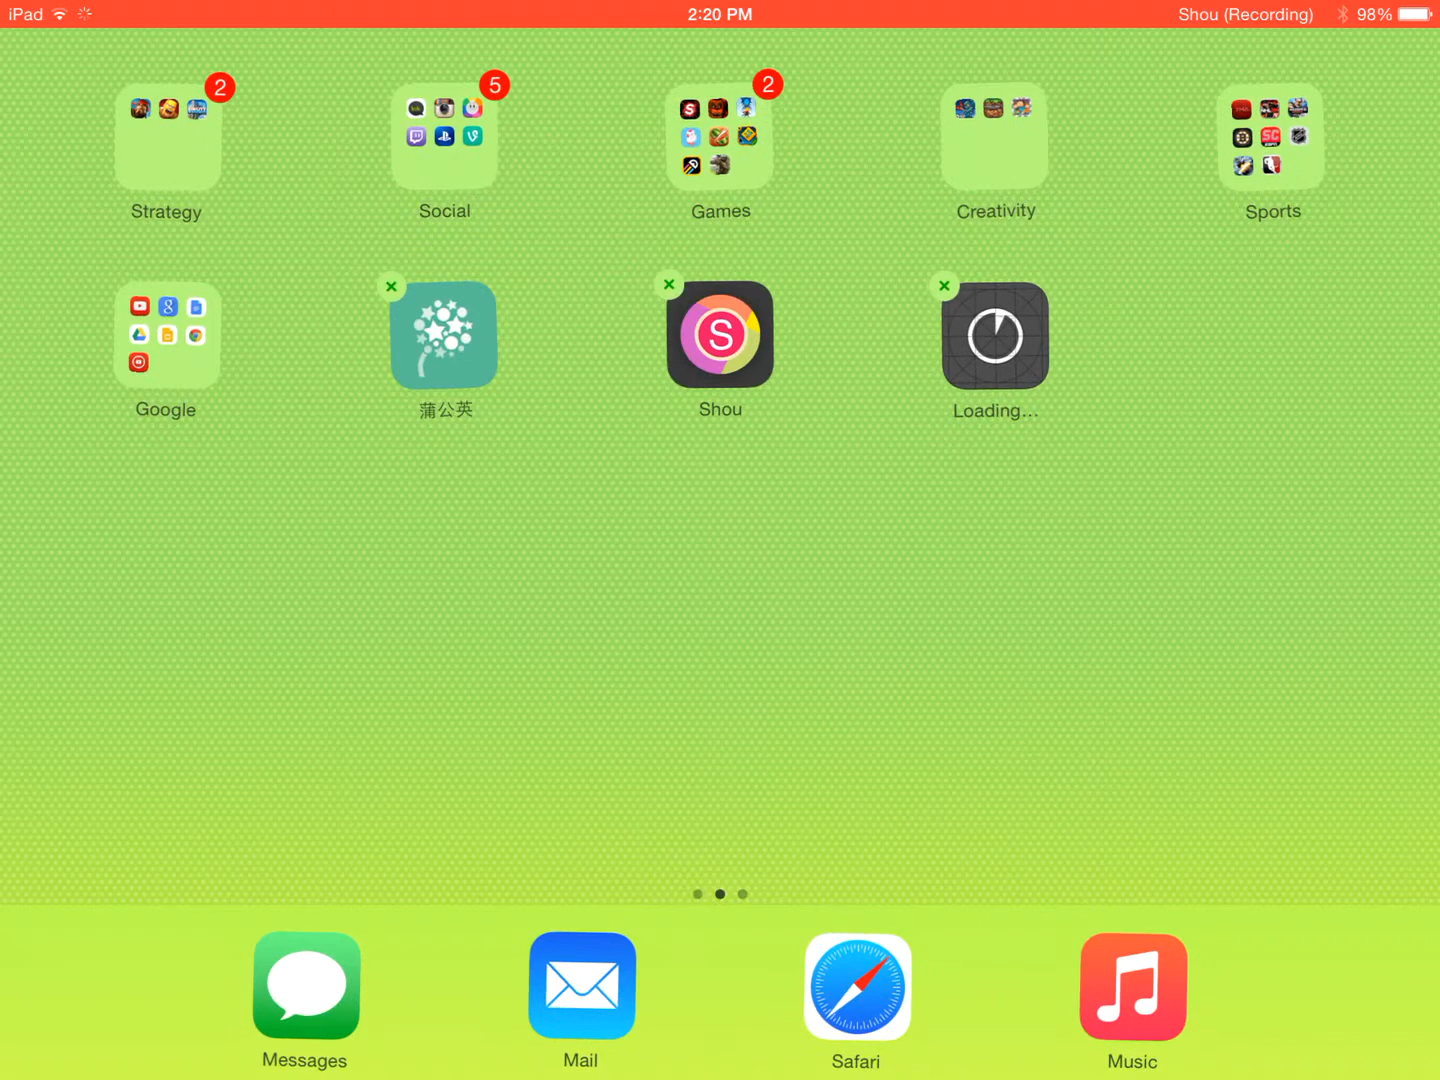 iPad 2:20 PM Shou (Recording) 98%
2 5 2
Strategy Social Games Creativity Sports
Google 蒲公英 Shou Loading...
S
Messages Mail Safari Music